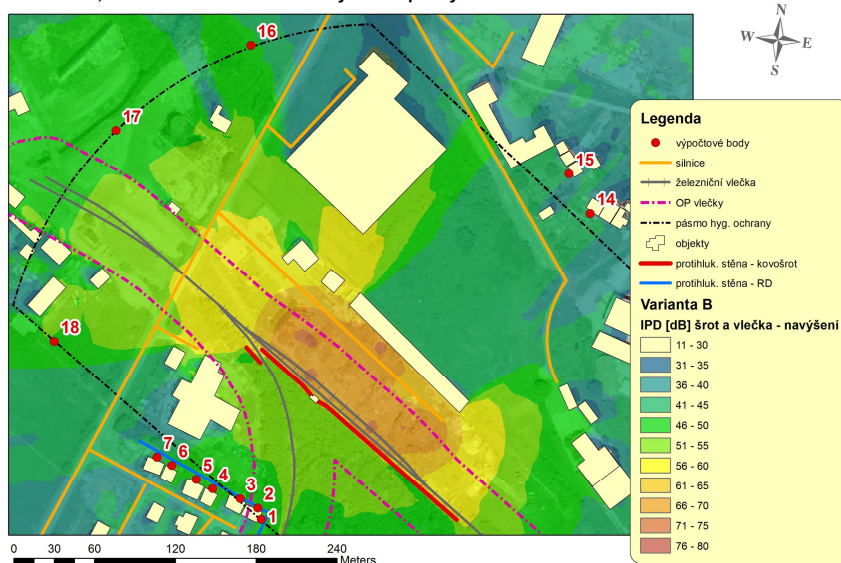 N
W E
S
16
17
15
14
18
7
6
5
4
3
2
1
0 30 60 120 180 240
Meters
Legenda
výpočtové body
silnice
železniční vlečka
OP vlečky
pásmo hyg. ochrany
objekty
protihluk. stěna - kovošrot
protihluk. stěna - RD
Varianta B
IPD [dB] šrot a vlečka - navýšení
11 - 30
31 - 35
36 - 40
41 - 45
46 - 50
51 - 55
56 - 60
61 - 65
66 - 70
71 - 75
76 - 80